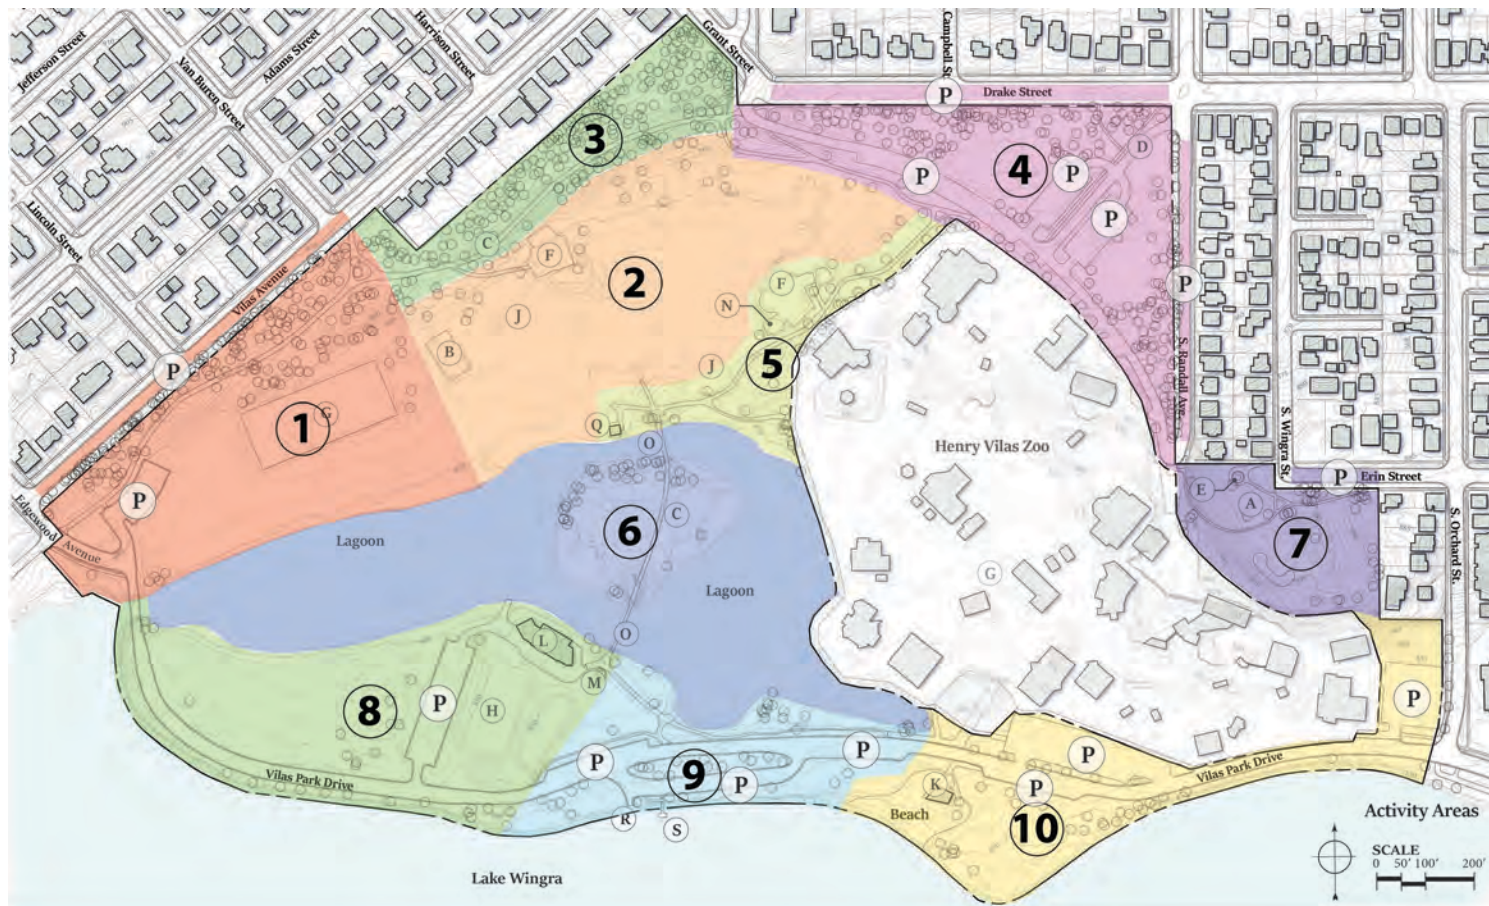 Jefferson Street
Van Buren Street
Adams Street
Harrison Street
Grant Street
Campbell St.
P
Drake Street
3
D
4
P
P
P
Lincoln Street
C
F
2
F
P
Vilas Avenue
J
N
S. Randall Ave.
P
B
J
5
G
1
Q
O
Henry Vilas Zoo
S. Wingra St.
P
Erin Street
E
A
P
Edgewood
Avenue
C
6
7
S. Orchard St.
Lagoon
G
Lagoon
L
O
M
8
P
H
P
P
P
9
P
P
Vilas Park Drive
Vilas Park Drive
K
P
Beach
10
R
S
Activity Areas
Lake Wingra
SCALE
0 50' 100' 200'